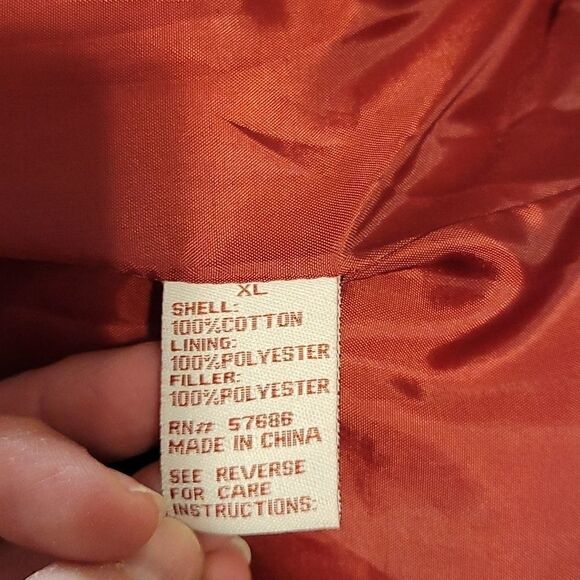 XL
SHELL:
100%COTTON
LINING:
100%POLYESTER
FILLER:
100%POLYESTER
RN# 57686
MADE IN CHINA
SEE REVERSE
FOR CARE
INSTRUCTIONS: